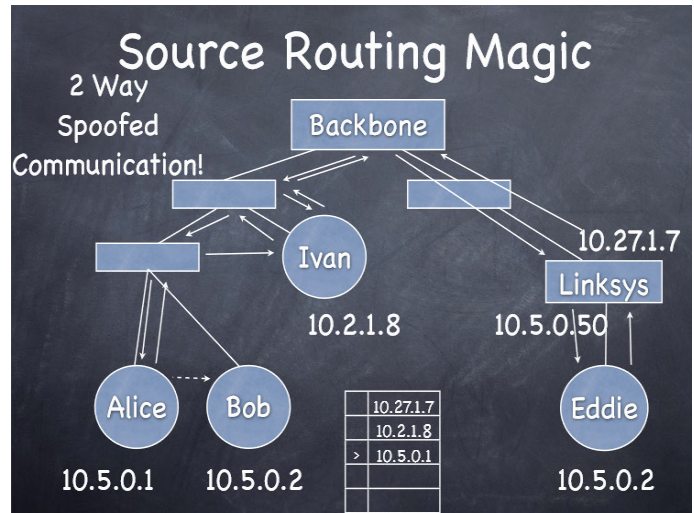 Source Routing Magic
2 Way
Spoofed
Communication!
Backbone
10.27.1.7
Ivan
Linksys
10.2.1.8
10.5.0.50
Alice
Bob
Eddie
10.27.1.7
10.2.1.8
> 10.5.0.1
10.5.0.1
10.5.0.2
10.5.0.2